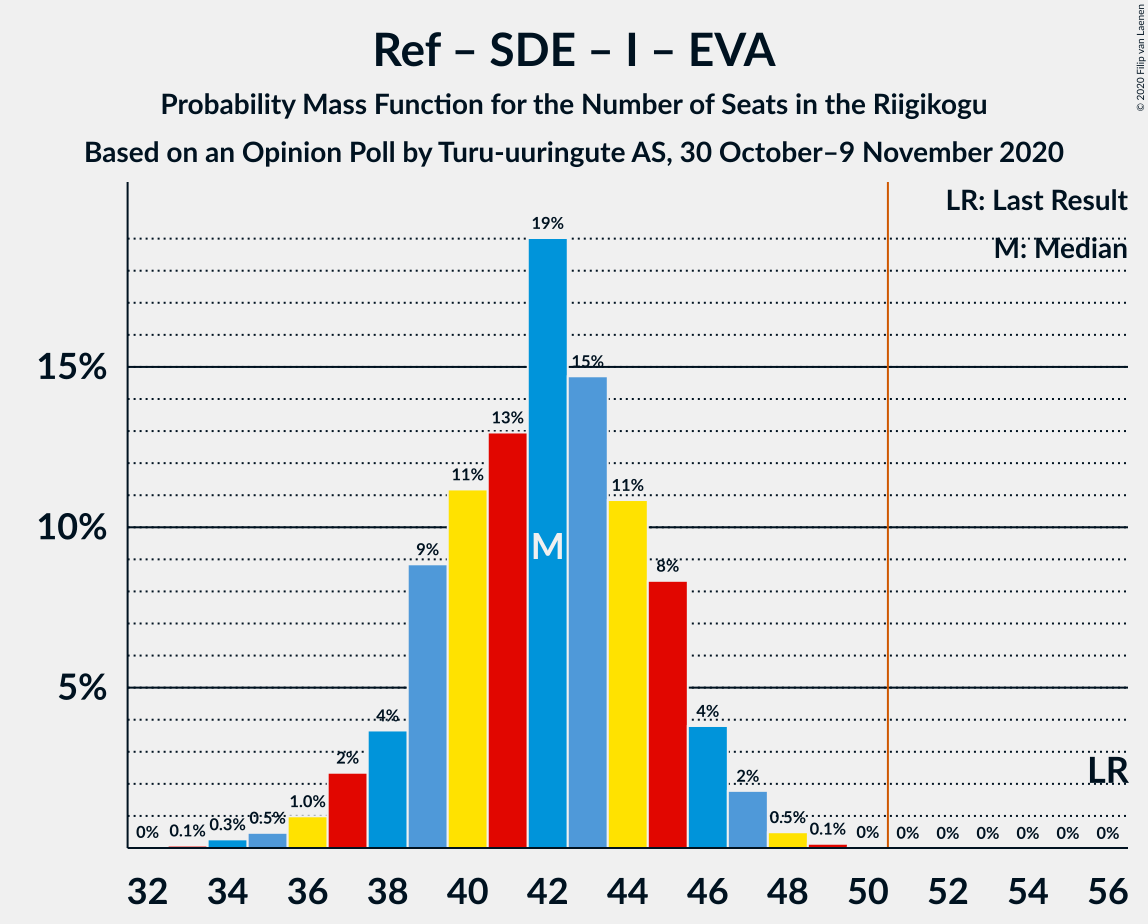 Ref – SDE – I – EVA
Probability Mass Function for the Number of Seats in the Riigikogu
Based on an Opinion Poll by Turu-uuringute AS, 30 October–9 November 2020
© 2020 Filip van Laenen
LR: Last Result
M: Median
15%
10%
5%
0% 0.1% 0.3% 0.5% 1.0% 2% 4% 9% 11% 13% 19% 15% 11% 8% 4% 2% 0.5% 0.1% 0% 0% 0% 0% 0% 0% 0%
M
LR
32 34 36 38 40 42 44 46 48 50 52 54 56